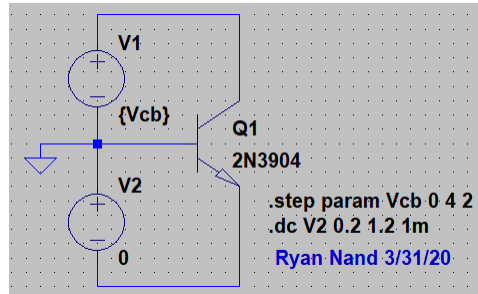 V1
{Vcb}
Q1
2N3904
V2
0
.step param Vcb 0 4 2
.dc V2 0.2 1.2 1m
Ryan Nand 3/31/20